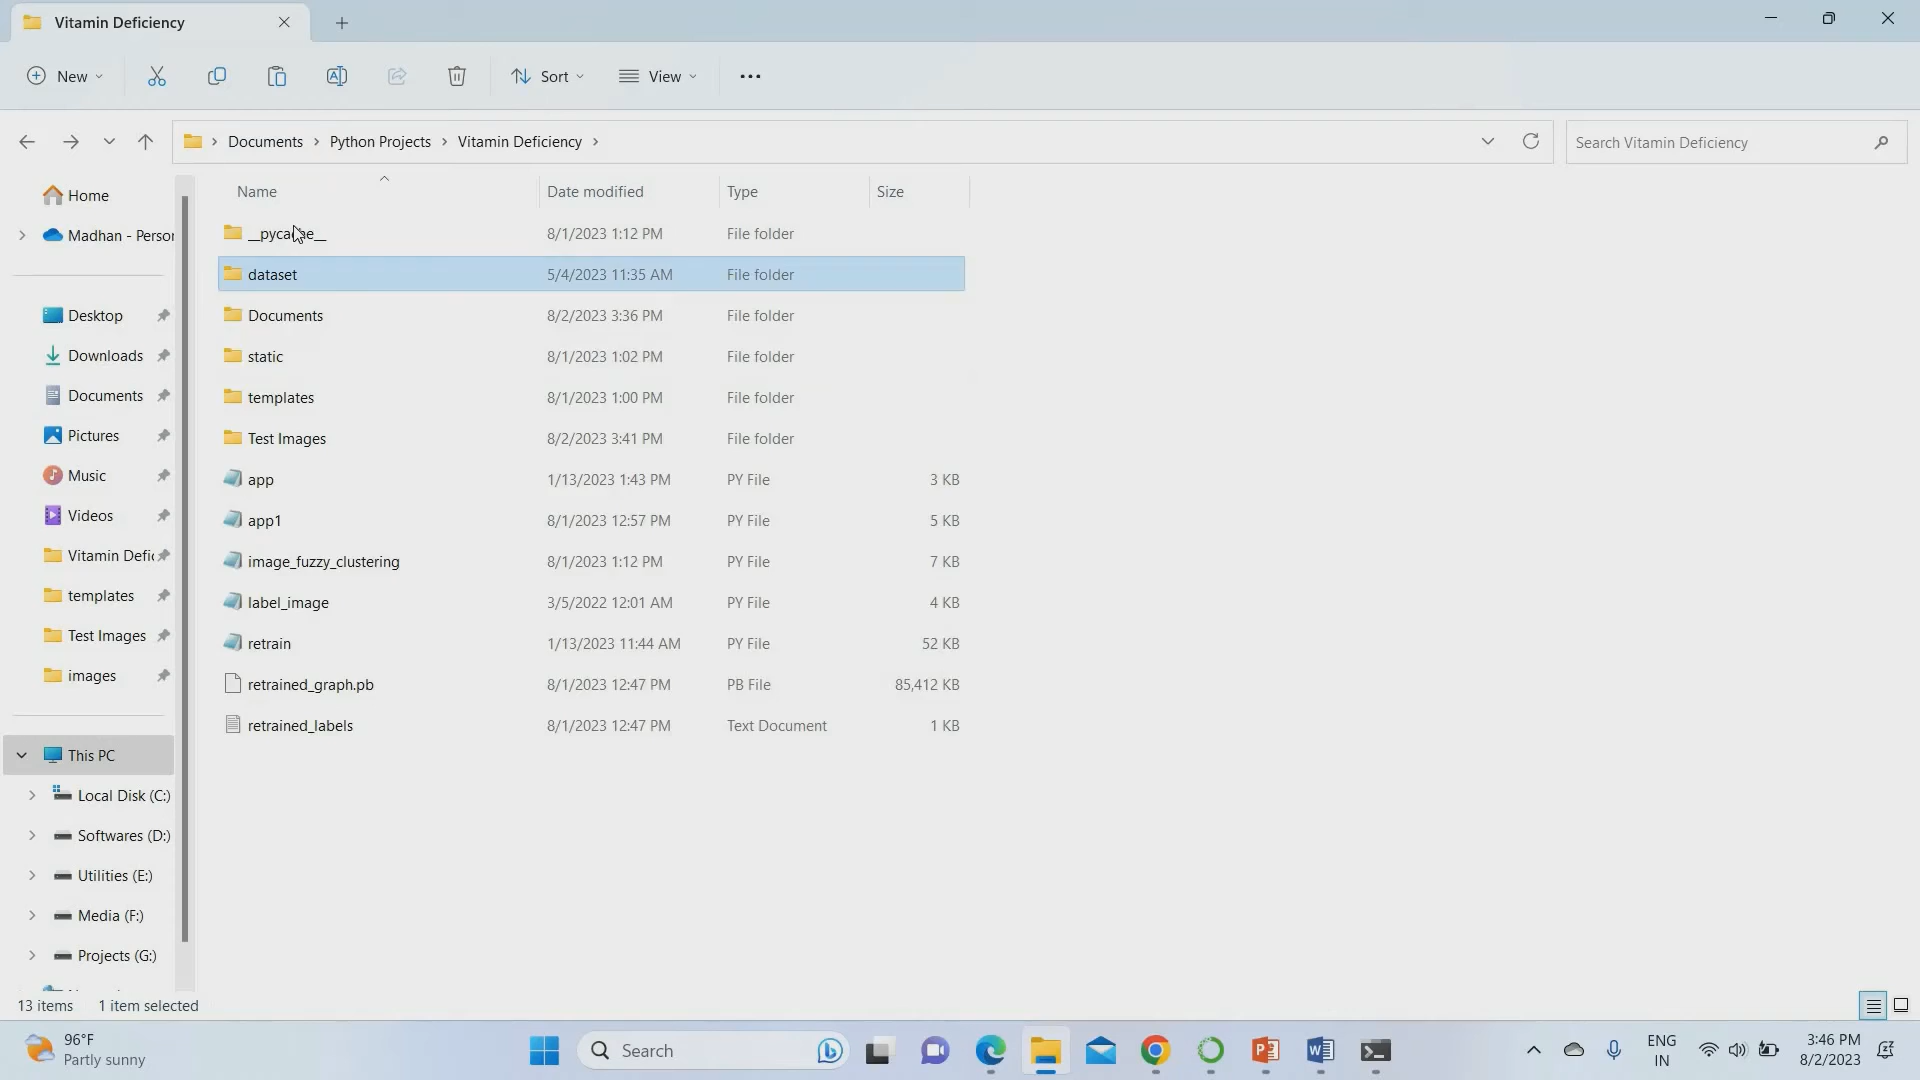 Vitamin Deficiency
New
Sort
View
Documents
Python Projects
Vitamin Deficiency
Search Vitamin Deficiency
Name
Date modified
Type
Size
Home
Madhan - Persor
Desktop
Downloads
Documents
Pictures
Music
Videos
Vitamin Defic
templates
Test Images
images
This PC
Local Disk (C:)
Softwares (D:)
Utilities (E:)
Media (F:)
Projects (G:)
8/1/2023 1:12 PM File folder
dataset 5/4/2023 11:35 AM File folder
Documents 8/2/2023 3:36 PM File folder
static 8/1/2023 1:02 PM File folder
templates 8/1/2023 1:00 PM File folder
Test Images 8/2/2023 3:41 PM File folder
app 1/13/2023 1:43 PM PY File 3 KB
app1 8/1/2023 12:57 PM PY File 5 KB
image_fuzzy_clustering 8/1/2023 1:12 PM PY File 7 KB
label_image 3/5/2022 12:01 AM PY File 4 KB
retrain 1/13/2023 11:44 AM PY File 52 KB
retrained_graph.pb 8/1/2023 12:47 PM PB File 85,412 KB
retrained_labels 8/1/2023 12:47 PM Text Document 1 KB
13 items 1 item selected
96°F
Partly sunny
Search
ENG
IN
3:46 PM
8/2/2023